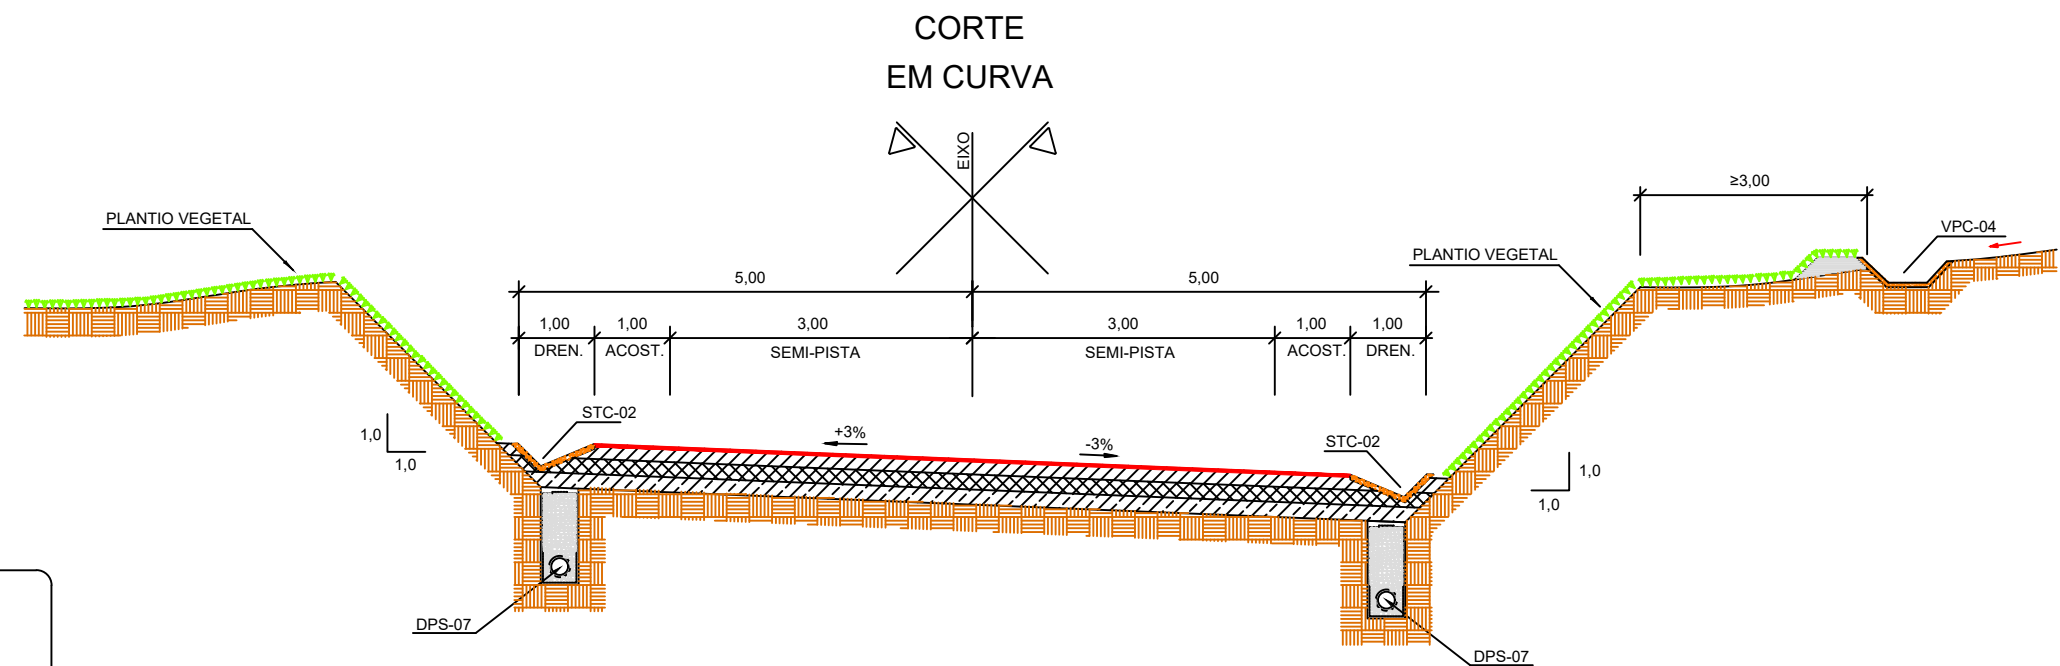 CORTE
EM CURVA
EIXO
≥3,00
PLANTIO VEGETAL
VPC-04
PLANTIO VEGETAL
5,00 5,00
1,00 1,00 3,00 3,00 1,00 1,00
DREN. ACOST. SEMI-PISTA SEMI-PISTA ACOST. DREN.
STC-02
+3%
-3%
STC-02
1,0
1,0
1,0
1,0
DPS-07
DPS-07